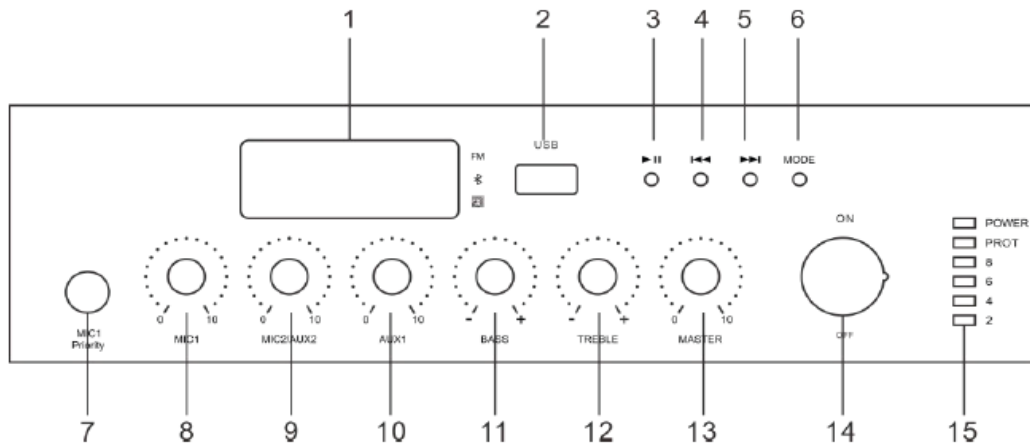 1 2 3 4 5 6
USB
FM
MODE
ON
POWER
PROT
8
6
4
2
0 10 0 10 0 10 - + - + 0 10
OFF
MIC1
Priority
MIC1 MIC2/AUX2 AUX1 BASS TREBLE MASTER
7 8 9 10 11 12 13 14 15